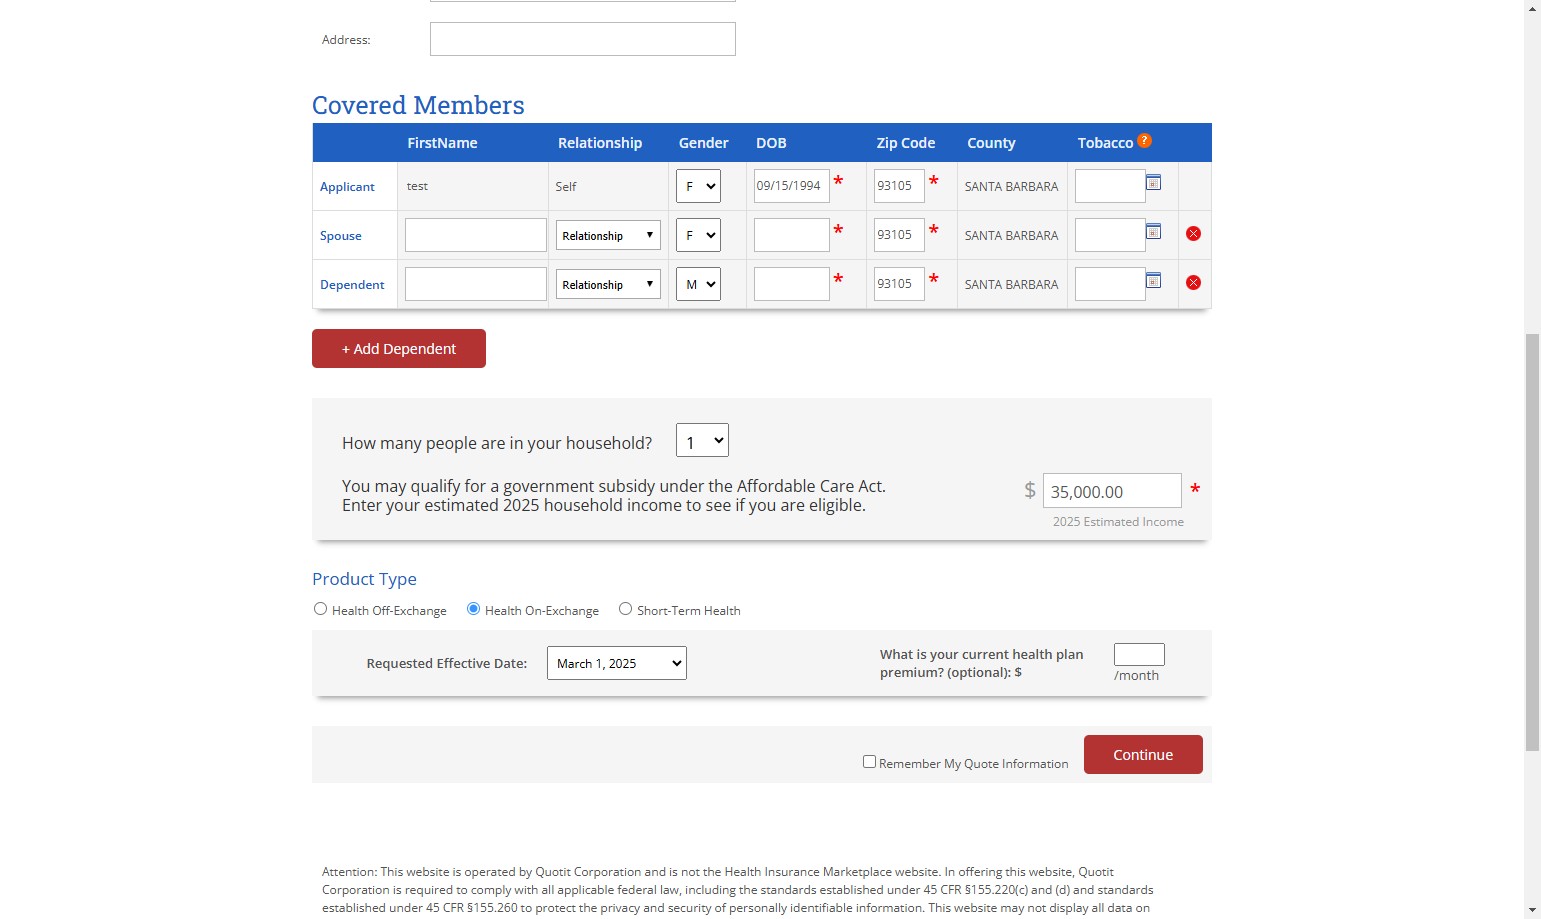 Address:
Covered Members
FirstName Relationship Gender DOB Zip Code County Tobacco ?
Applicant test Self F 09/15/1994 * 93105 * SANTA BARBARA
Spouse Relationship F * 93105 * SANTA BARBARA
Dependent Relationship M * 93105 * SANTA BARBARA
+ Add Dependent
How many people are in your household? 1
You may qualify for a government subsidy under the Affordable Care Act.
Enter your estimated 2025 household income to see if you are eligible.
$ 35,000.00 *
2025 Estimated Income
Product Type
Health Off-Exchange Health On-Exchange Short-Term Health
Requested Effective Date: March 1, 2025
What is your current health plan
premium? (optional): $
/month
Remember My Quote Information Continue
Attention: This website is operated by Quotit Corporation and is not the Health Insurance Marketplace website. In offering this website, Quotit
Corporation is required to comply with all applicable federal law, including the standards established under 45 CFR §155.220(c) and (d) and standards
established under 45 CFR §155.260 to protect the privacy and security of personally identifiable information. This website may not display all data on